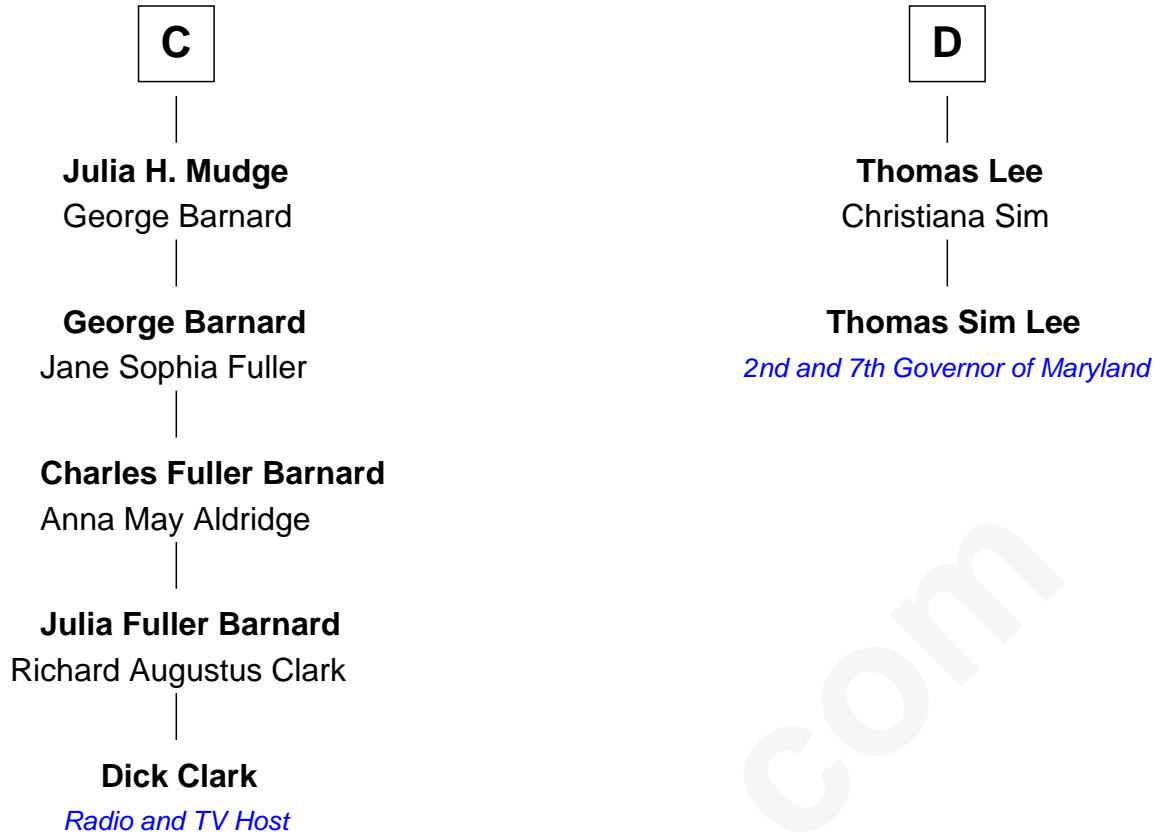 C
Julia H. Mudge
George Barnard
George Barnard
Jane Sophia Fuller
Charles Fuller Barnard
Anna May Aldridge
Julia Fuller Barnard
Richard Augustus Clark
Dick Clark
Radio and TV Host
D
Thomas Lee
Christiana Sim
Thomas Sim Lee
2nd and 7th Governor of Maryland
com